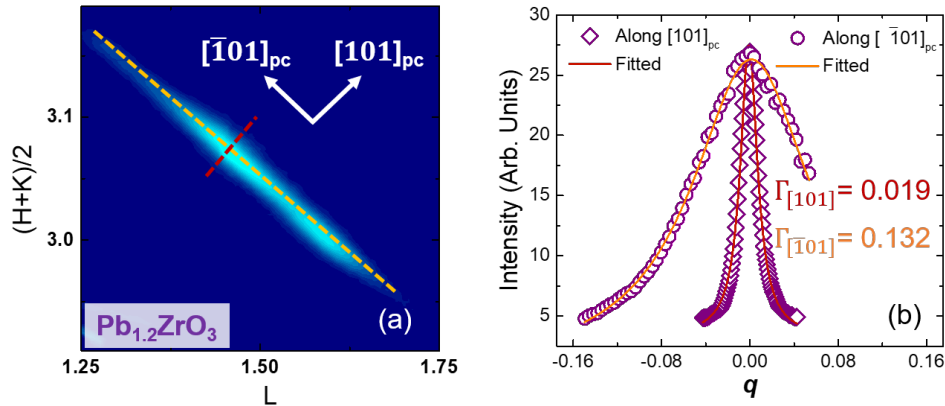 3.1
3.0
(H+K)/2
[1̅01]pc [101]pc
Pb1.2ZrO3
(a)
1.25 1.50 1.75
L
30
25
20
15
10
5
Intensity (Arb. Units)
Along [101]pc
Fitted
Along [ 1̅01]pc
Fitted
Γ[101]= 0.019
Γ[1̅01]= 0.132
(b)
-0.16 -0.08 0.00 0.08 0.16
q